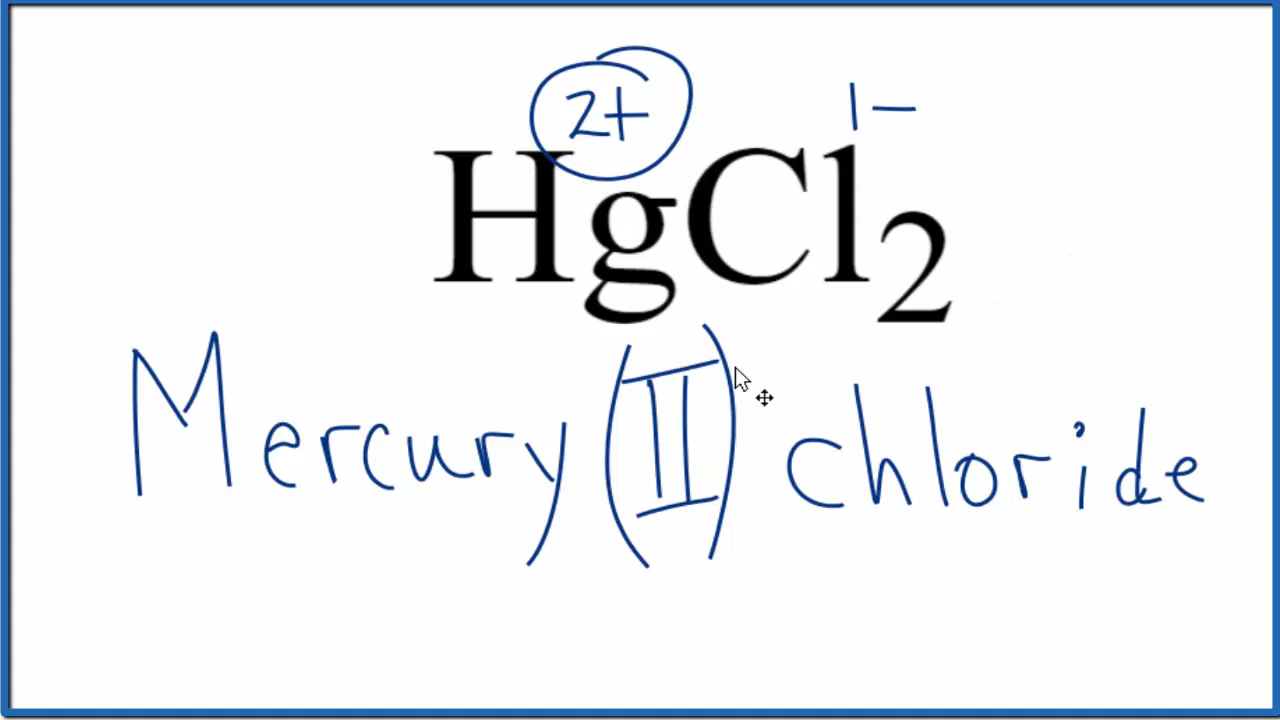 2+ 1-
HgCl₂
Mercury (II) chloride